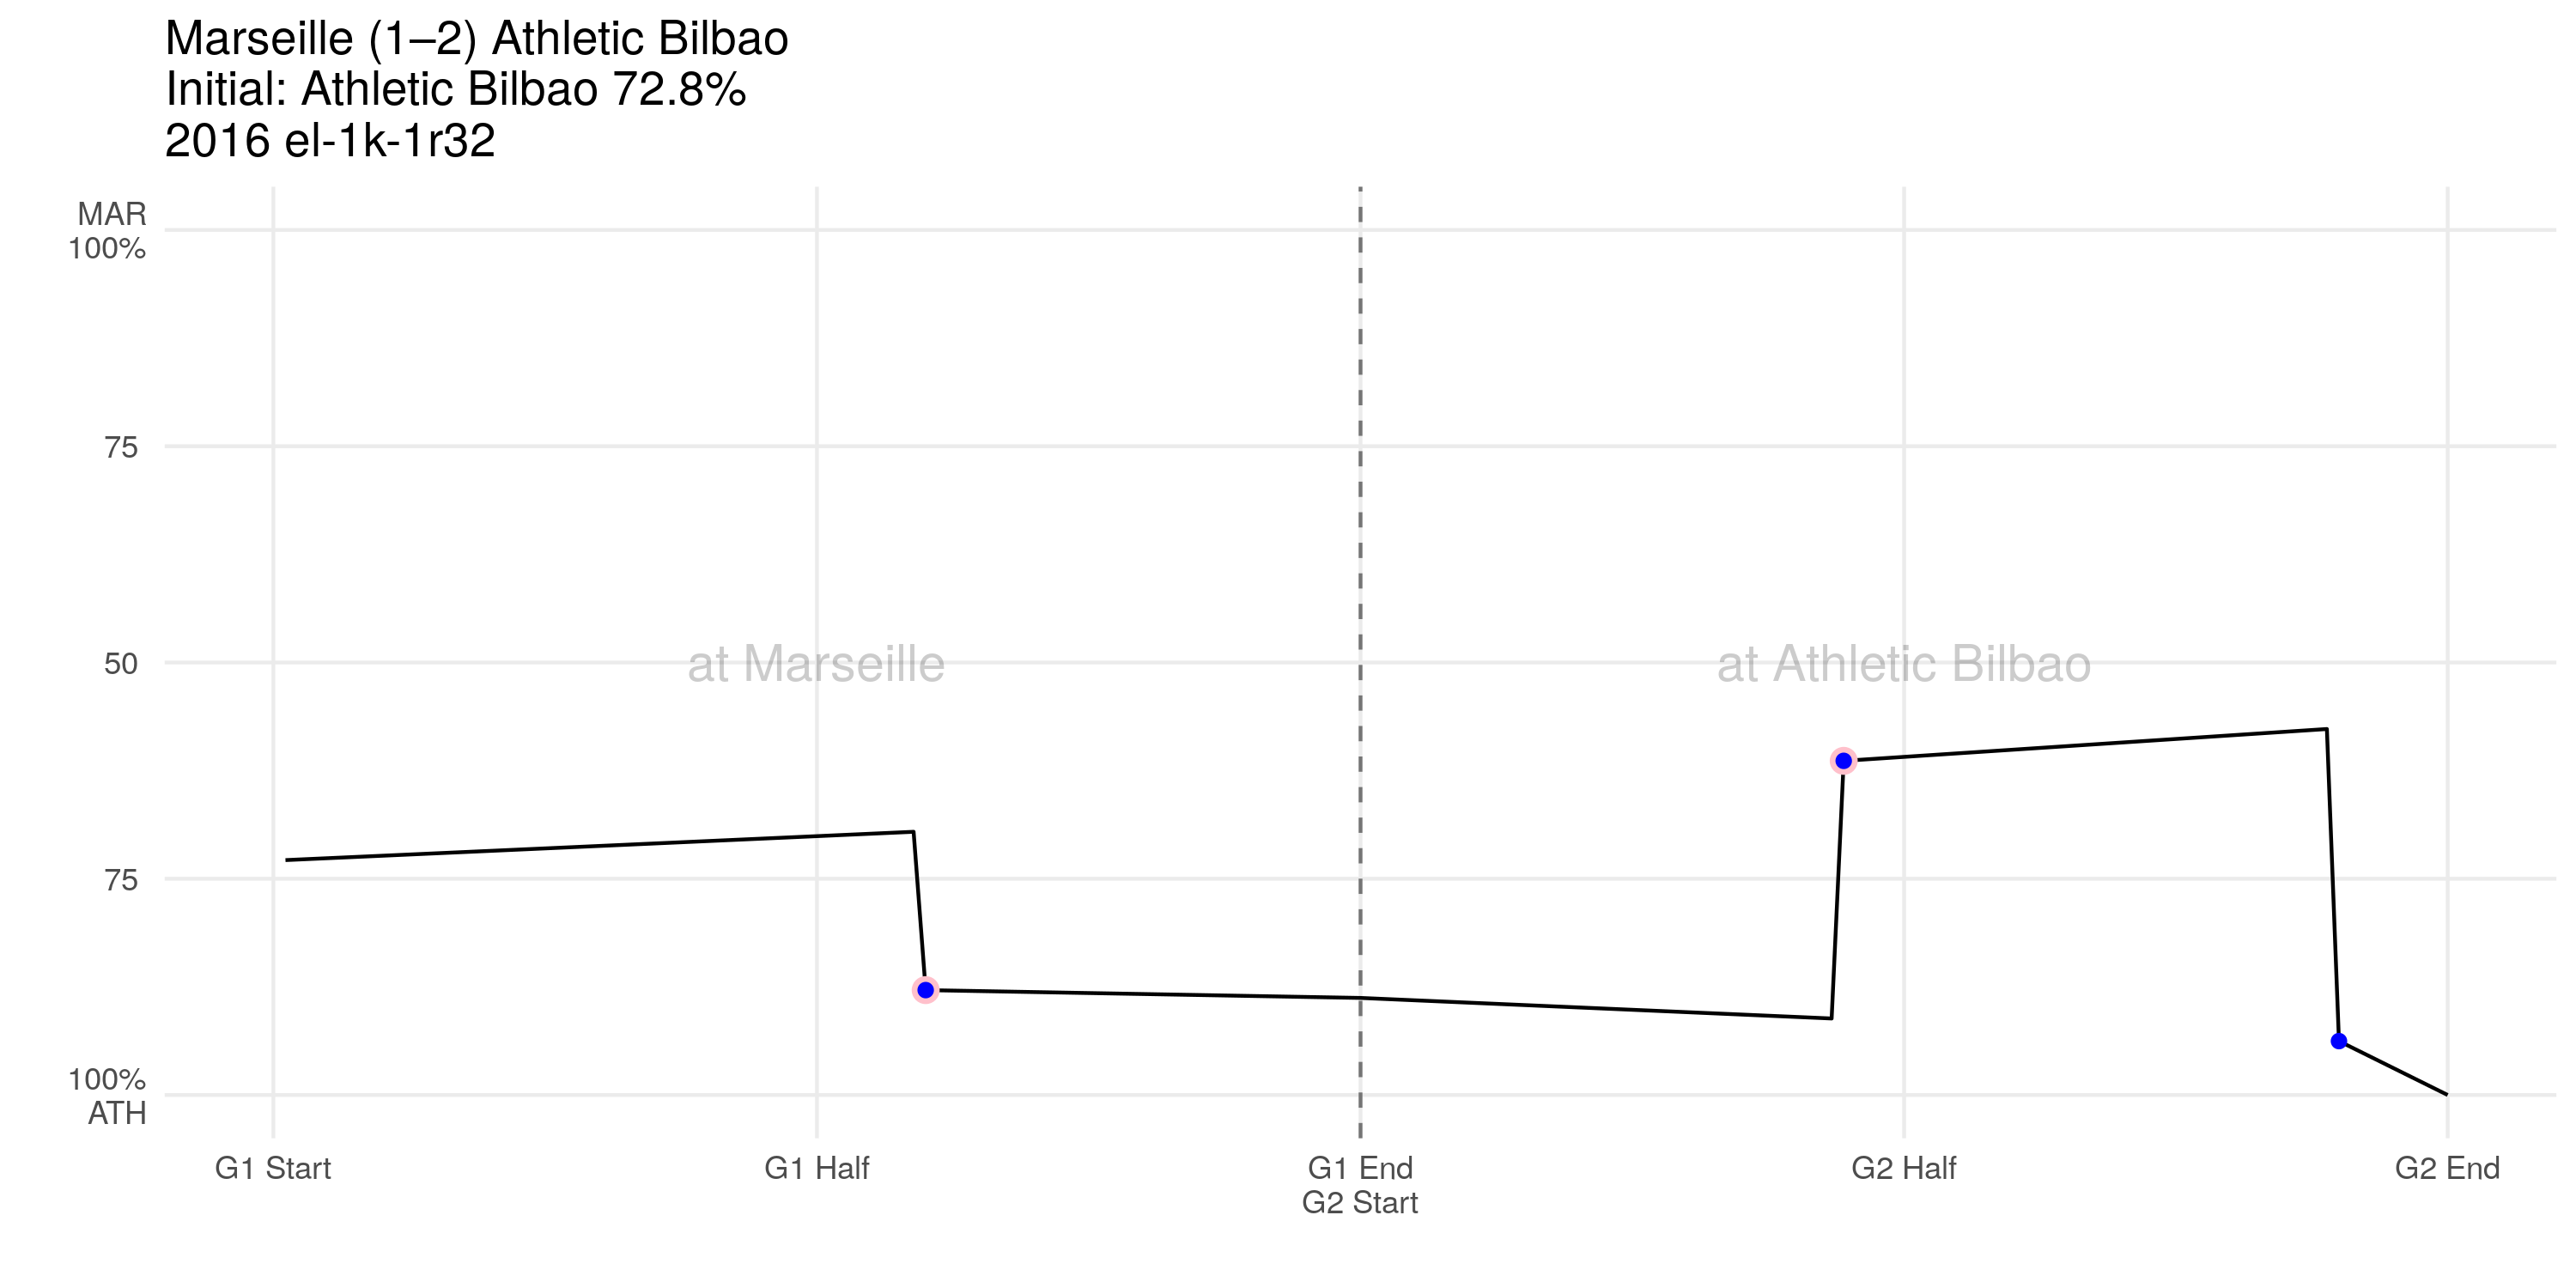 Marseille (1–2) Athletic Bilbao
Initial: Athletic Bilbao 72.8%
2016 el-1k-1r32
MAR
100%
75
50
75
100%
ATH
at Marseille
at Athletic Bilbao
G1 Start
G1 Half
G1 End
G2 Start
G2 Half
G2 End